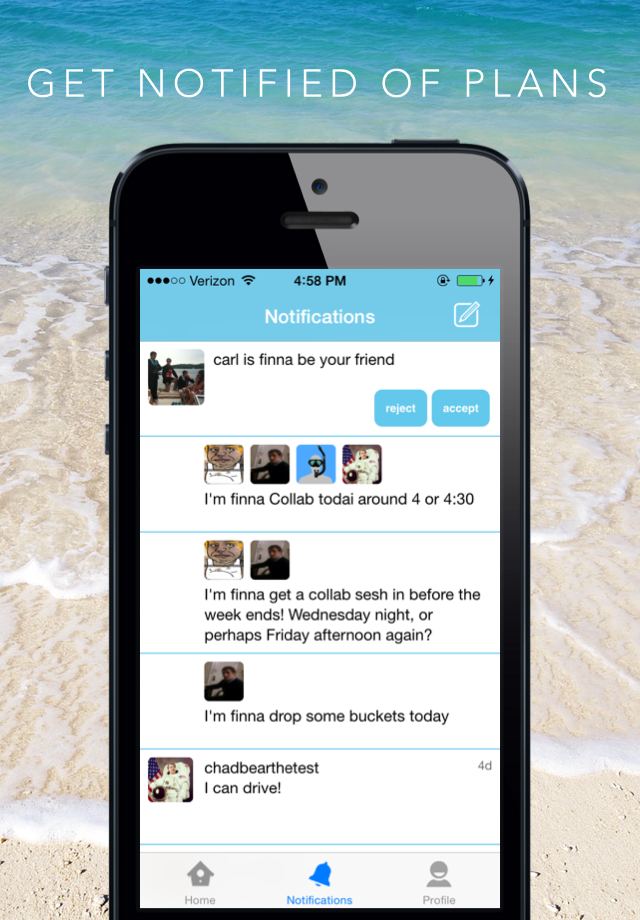 GET NOTIFIED OF PLANS
Verizon 4:58 PM
Notifications
carl is finna be your friend
reject accept
I'm finna Collab todai around 4 or 4:30
I'm finna get a collab sesh in before the
week ends! Wednesday night, or
perhaps Friday afternoon again?
I'm finna drop some buckets today
chadbearthetest 4d
I can drive!
Home Notifications Profile